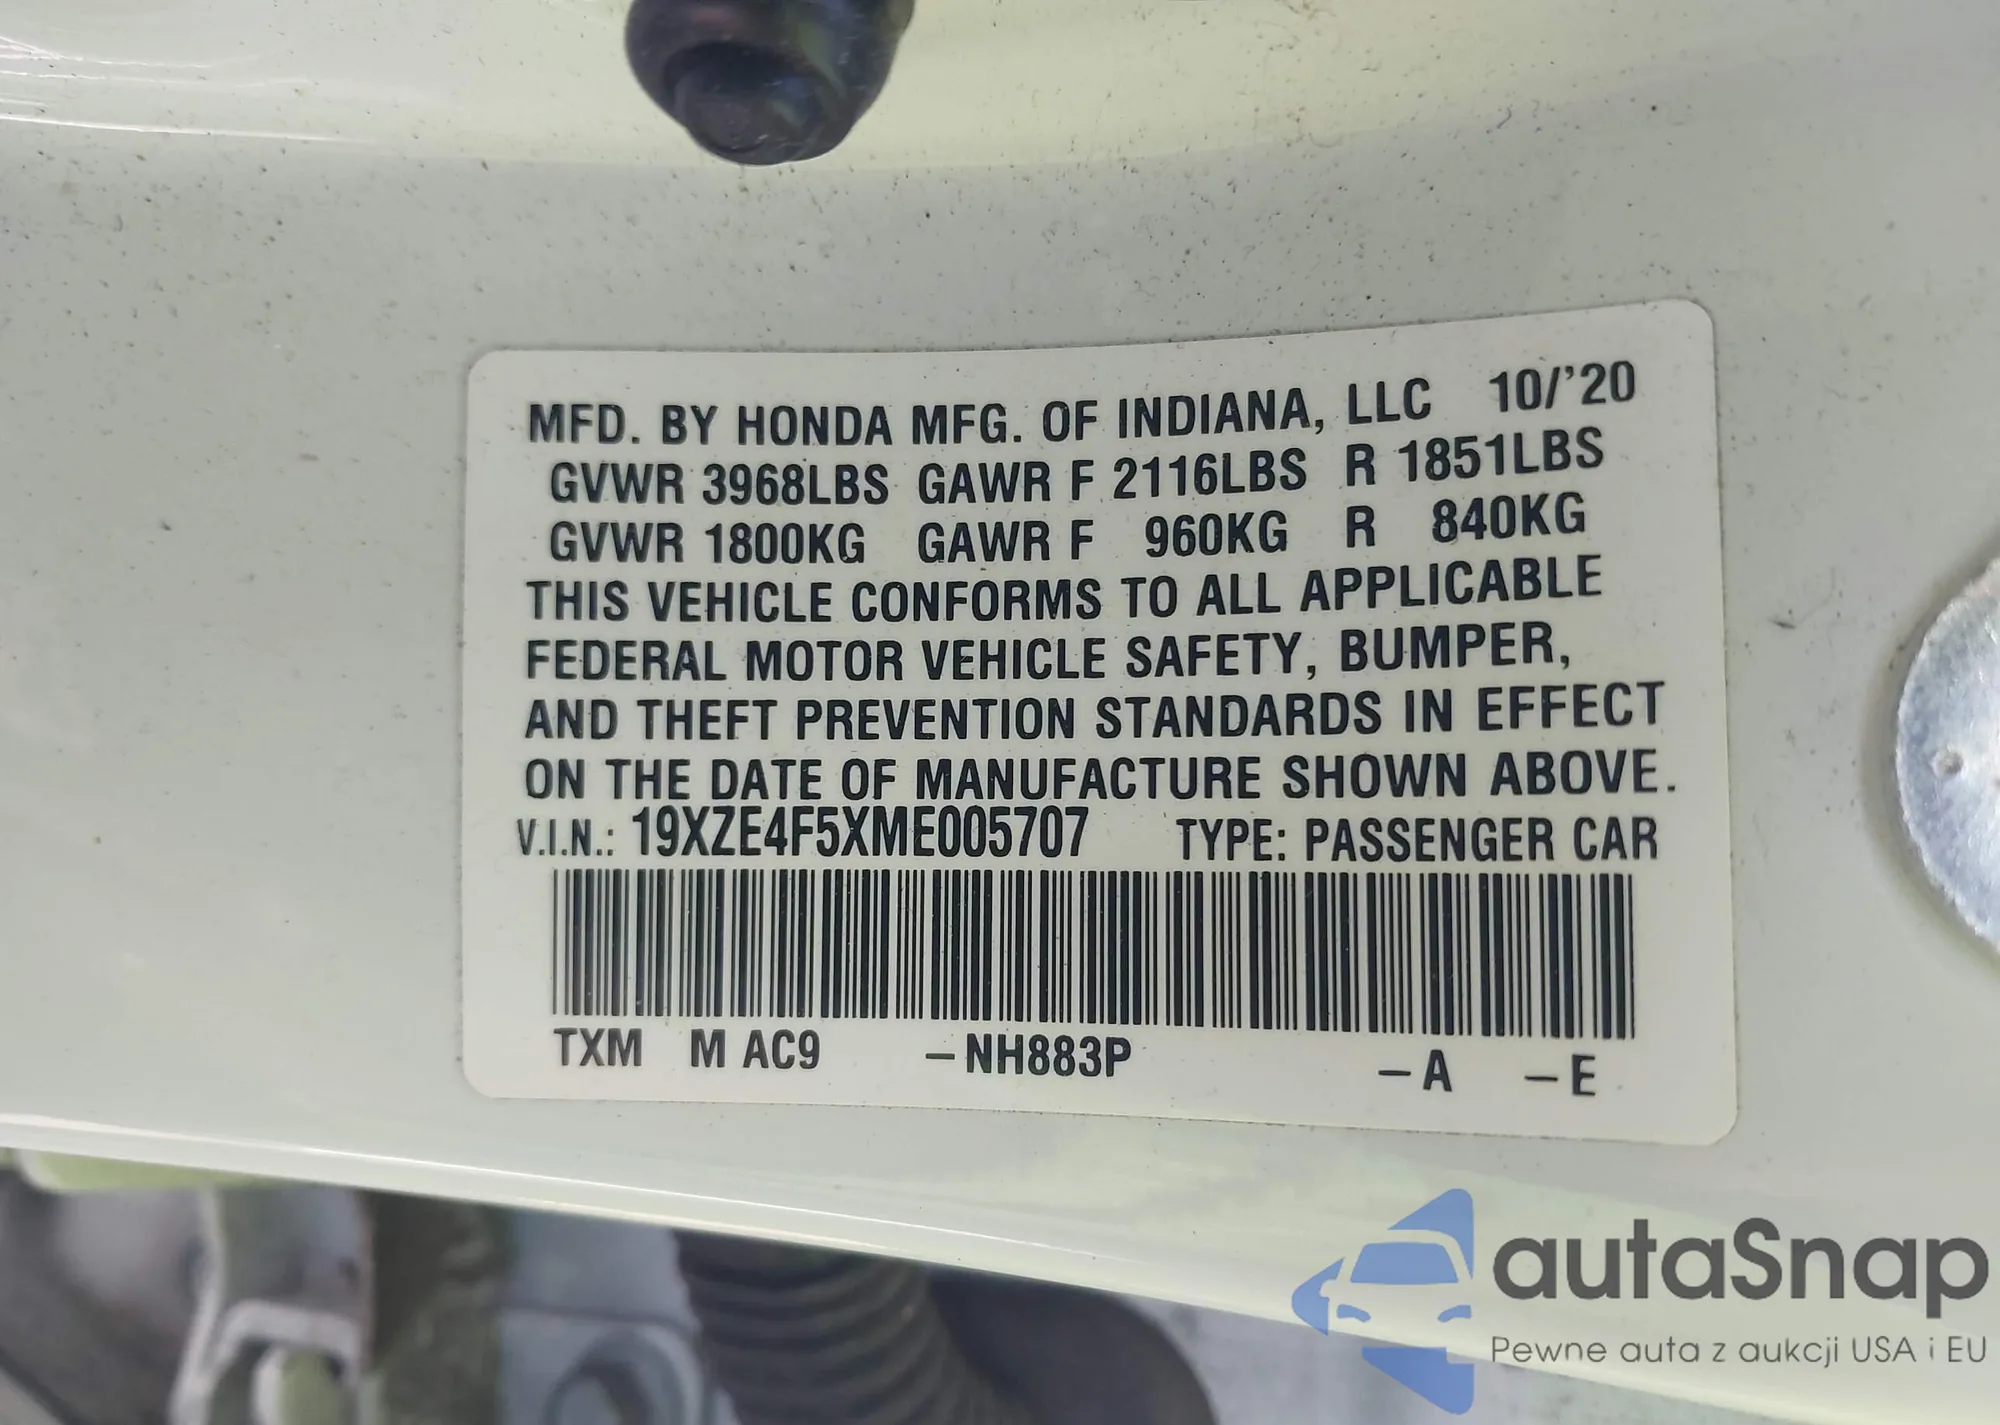 MFD. BY HONDA MFG. OF INDIANA, LLC 10/'20
GVWR 3968LBS GAWR F 2116LBS R 1851LBS
GVWR 1800KG GAWR F 960KG R 840KG
THIS VEHICLE CONFORMS TO ALL APPLICABLE
FEDERAL MOTOR VEHICLE SAFETY, BUMPER,
AND THEFT PREVENTION STANDARDS IN EFFECT
ON THE DATE OF MANUFACTURE SHOWN ABOVE.
V.I.N.: 19XZE4F5XME005707 TYPE: PASSENGER CAR
TXM M AC9 –NH883P –A –E
autaSnap
Pewne auta z aukcji USA i EU